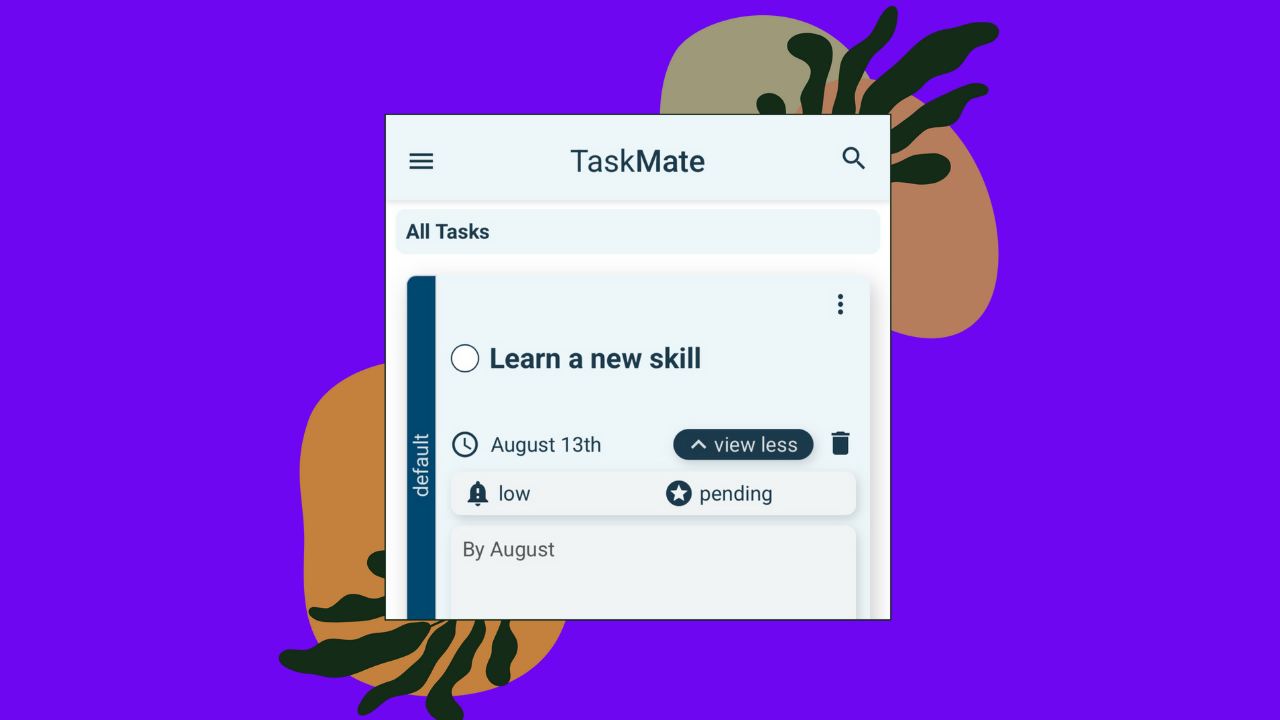 TaskMate
All Tasks
Learn a new skill
default
August 13th
view less
low
pending
By August